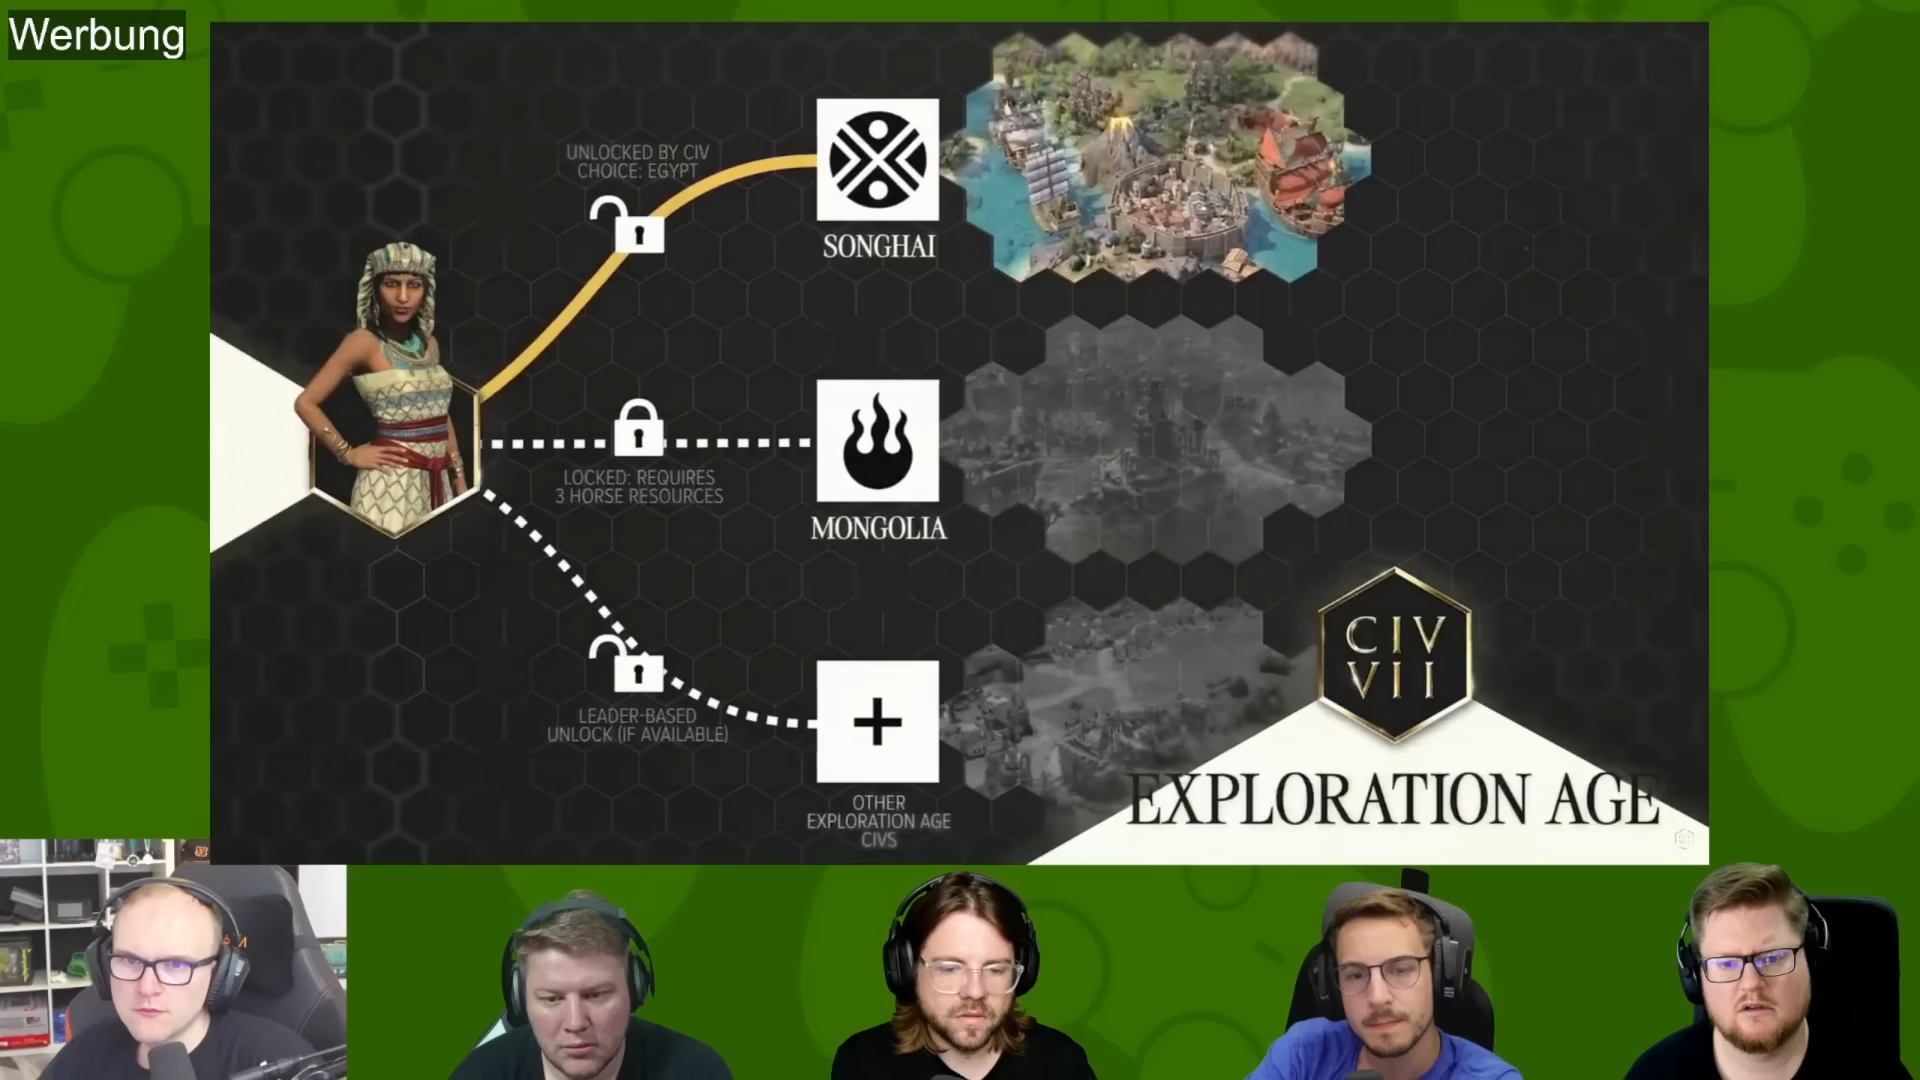 Werbung
UNLOCKED BY CIV
CHOICE: EGYPT
SONGHAI
LOCKED: REQUIRES
3 HORSE RESOURCES
MONGOLIA
LEADER-BASED
UNLOCK (IF AVAILABLE)
OTHER
EXPLORATION AGE
CIVS
CIV
VII
EXPLORATION AGE